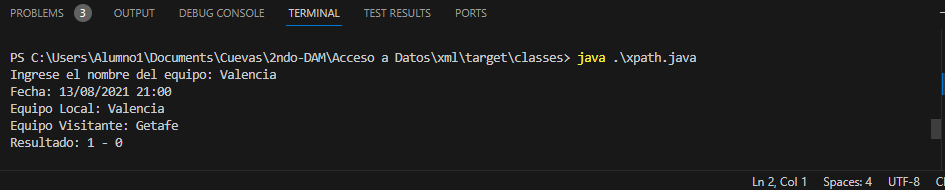 PROBLEMS 3 OUTPUT DEBUG CONSOLE TERMINAL TEST RESULTS PORTS
PS C:\Users\Alumno1\Documents\Cuevas\2ndo-DAM\Acceso a Datos\xml\target\classes> java .\xpath.java
Ingrese el nombre del equipo: Valencia
Fecha: 13/08/2021 21:00
Equipo Local: Valencia
Equipo Visitante: Getafe
Resultado: 1 - 0
Ln 2, Col 1 Spaces: 4 UTF-8